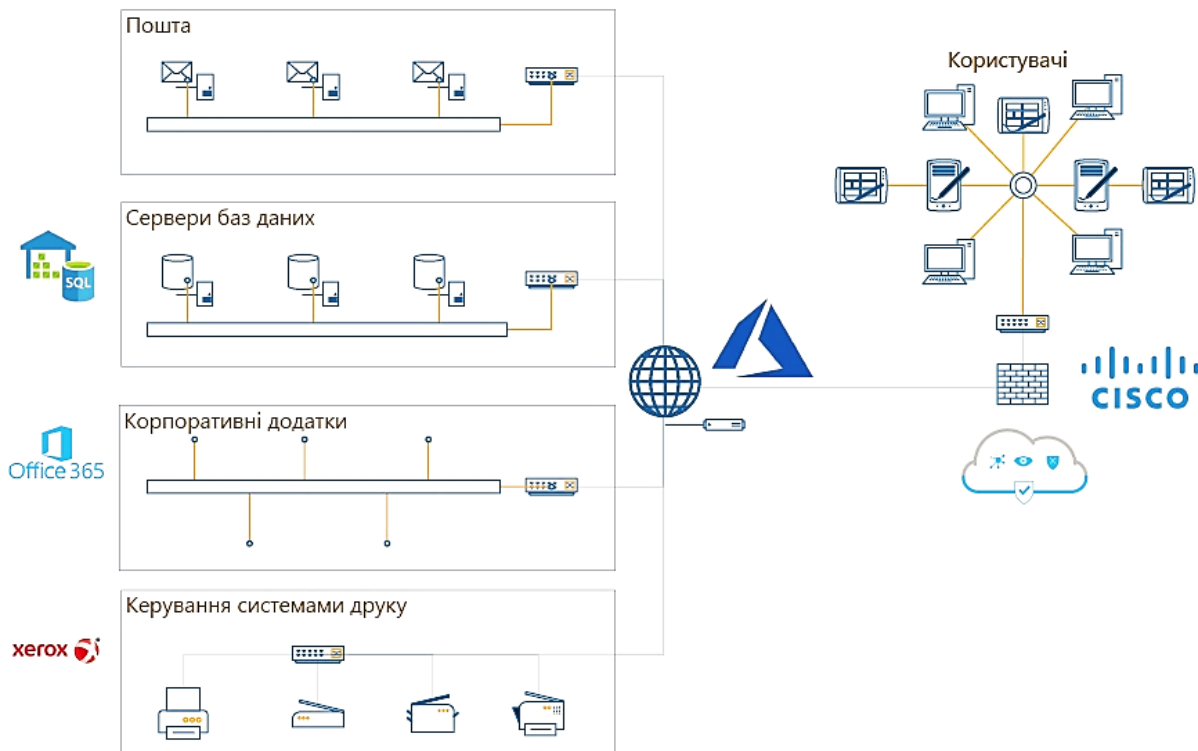 Пошта
Користувачі
Сервери баз даних
SQL
CISCO
Корпоративні додатки
Office 365
Керування системами друку
xerox